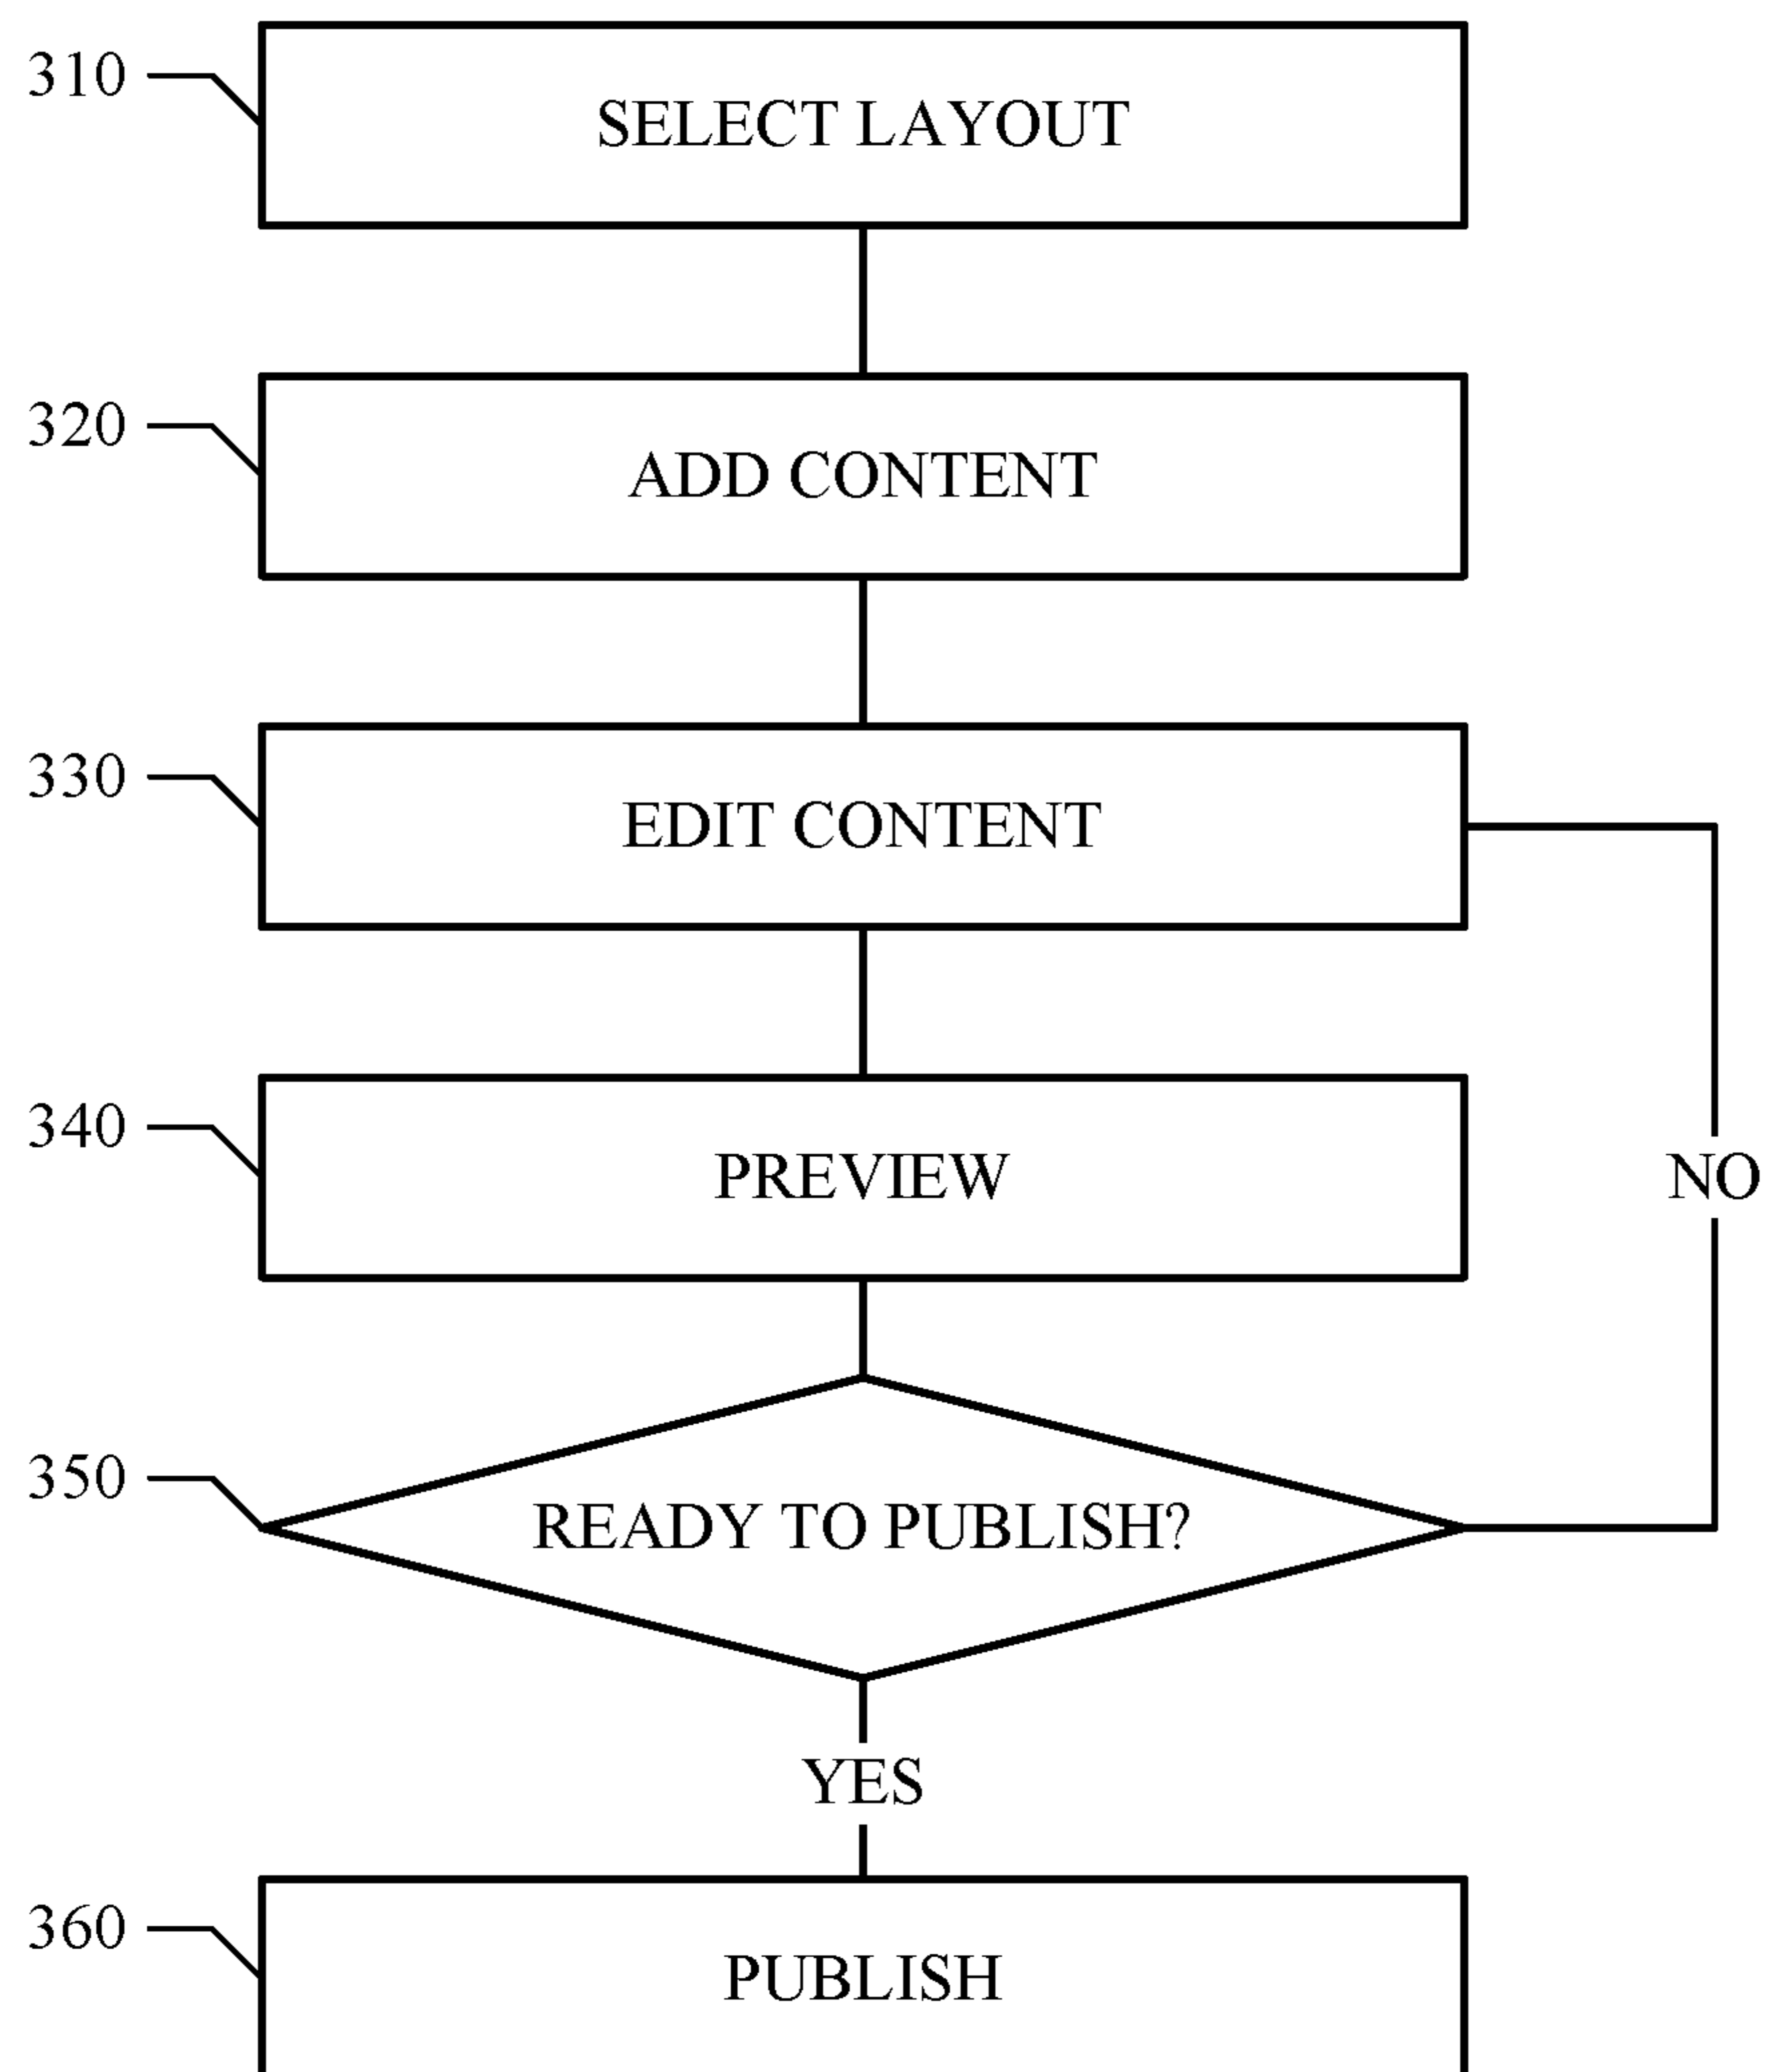 310
SELECT LAYOUT
320
ADD CONTENT
330
EDIT CONTENT
340
PREVIEW
NO
350
READY TO PUBLISH?
YES
360
PUBLISH